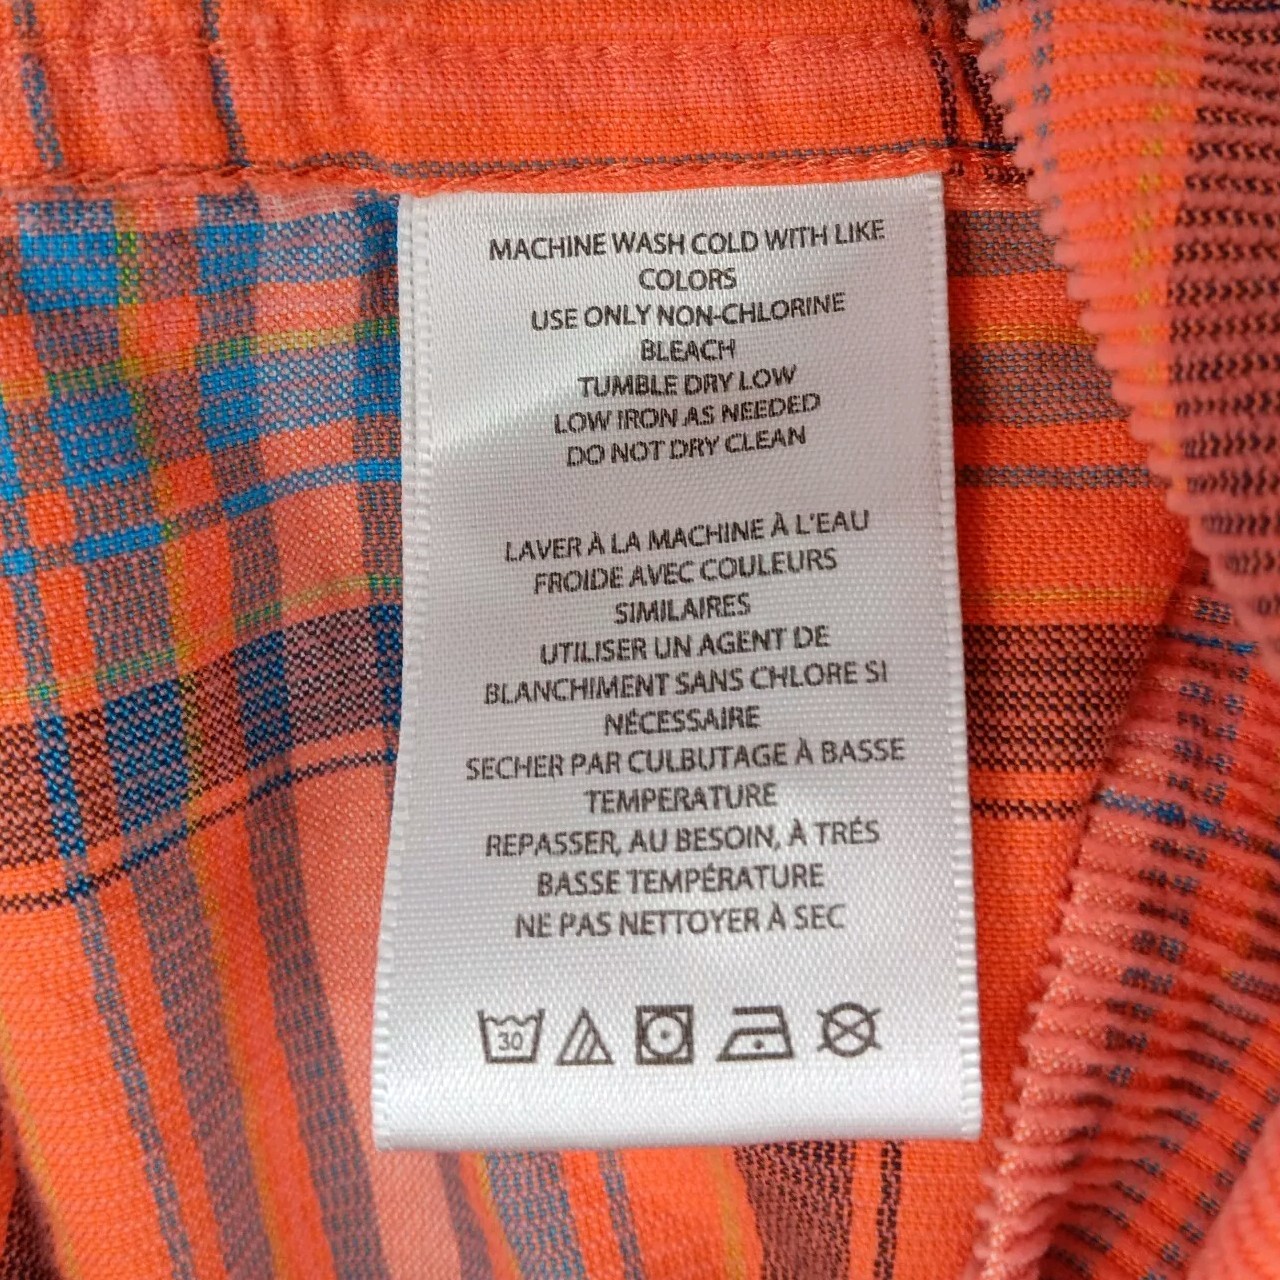 MACHINE WASH COLD WITH LIKE
COLORS
USE ONLY NON-CHLORINE
BLEACH
TUMBLE DRY LOW
LOW IRON AS NEEDED
DO NOT DRY CLEAN
LAVER À LA MACHINE À L'EAU
FROIDE AVEC COULEURS
SIMILAIRES
UTILISER UN AGENT DE
BLANCHIMENT SANS CHLORE SI
NÉCESSAIRE
SECHER PAR CULBUTAGE À BASSE
TEMPERATURE
REPASSER, AU BESOIN, À TRÉS
BASSE TEMPÉRATURE
NE PAS NETTOYER À SEC
30